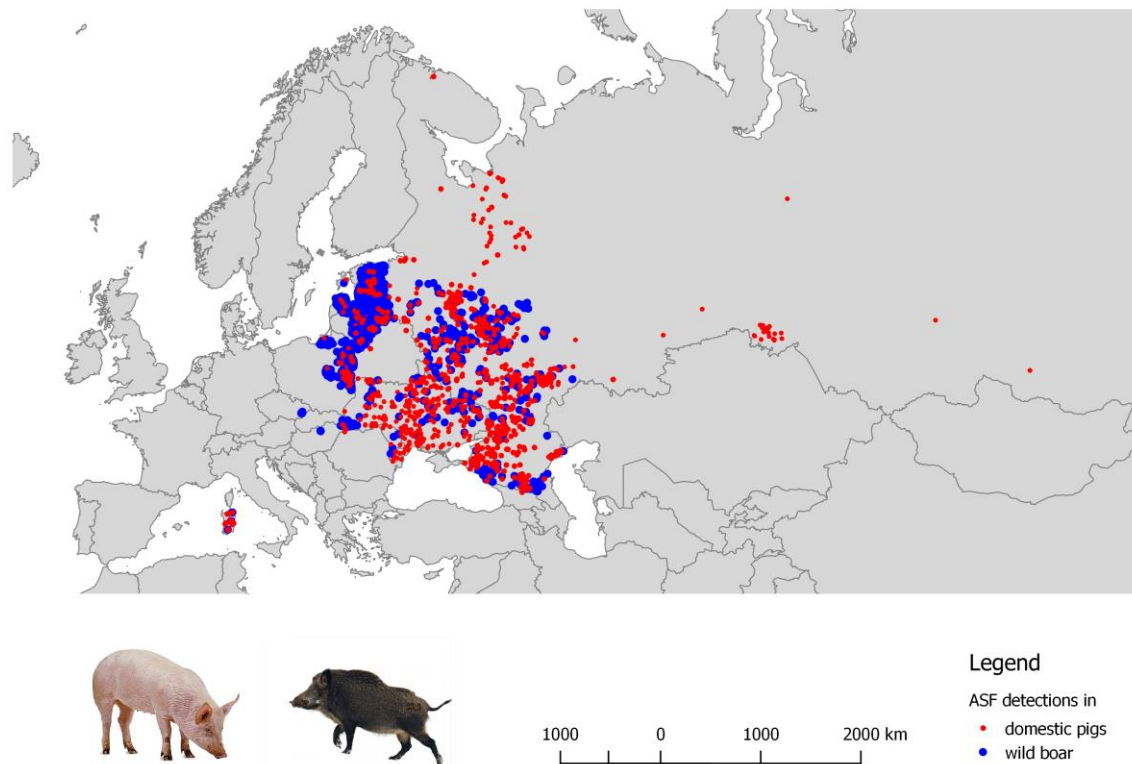 Legend
ASF detections in
domestic pigs
wild boar
1000 0 1000 2000 km